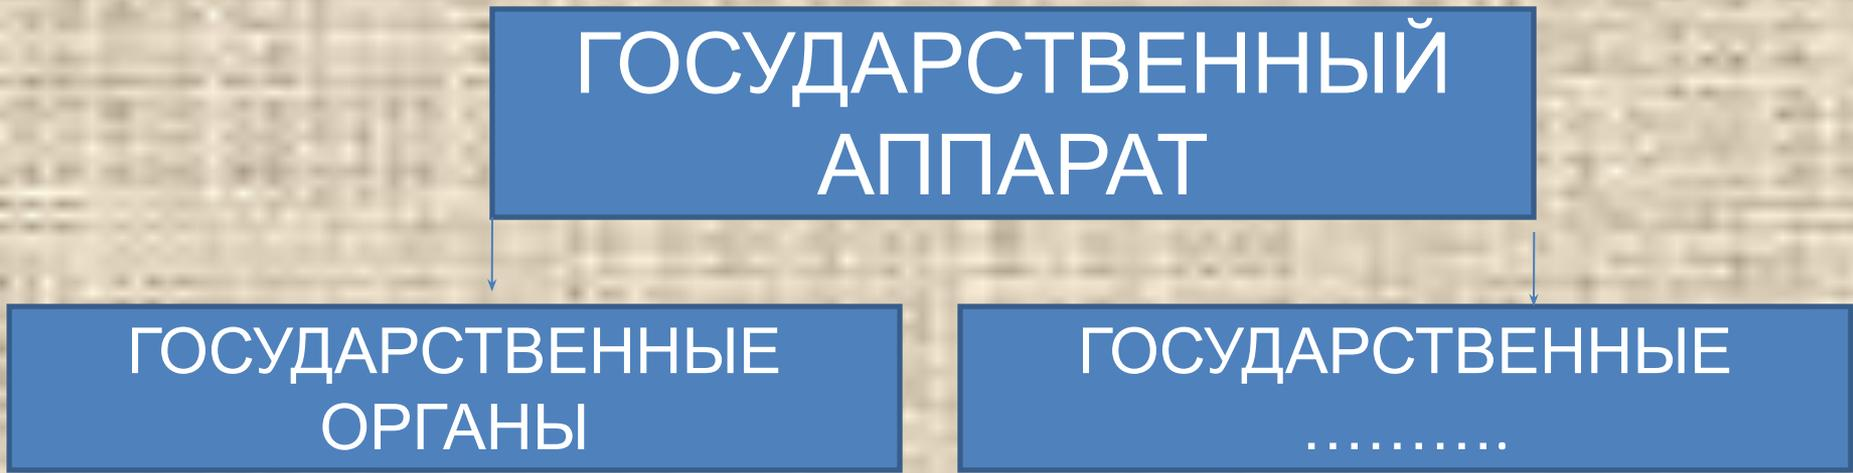 ГОСУДАРСТВЕННЫЙ
АППАРАТ
ГОСУДАРСТВЕННЫЕ
ОРГАНЫ
ГОСУДАРСТВЕННЫЕ
……….